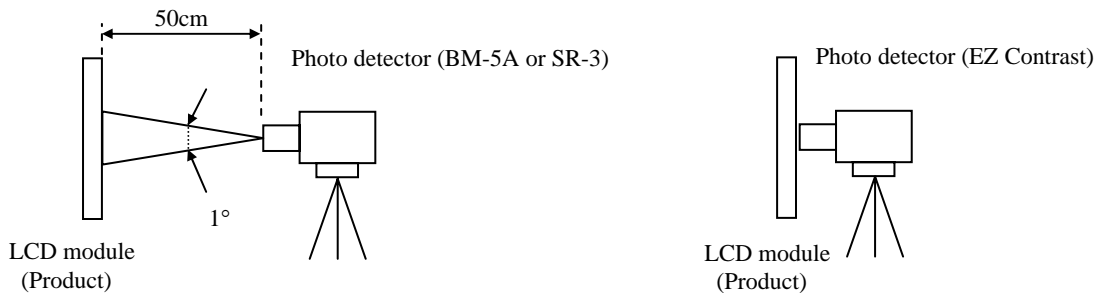 50cm
Photo detector (BM-5A or SR-3)
1°
LCD module
(Product)
Photo detector (EZ Contrast)
LCD module
(Product)